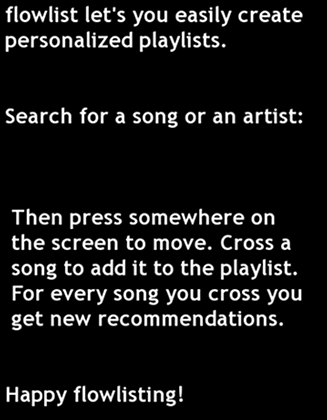 flowlist let's you easily create
personalized playlists.
Search for a song or an artist:
Then press somewhere on
the screen to move. Cross a
song to add it to the playlist.
For every song you cross you
get new recommendations.
Happy flowlisting!